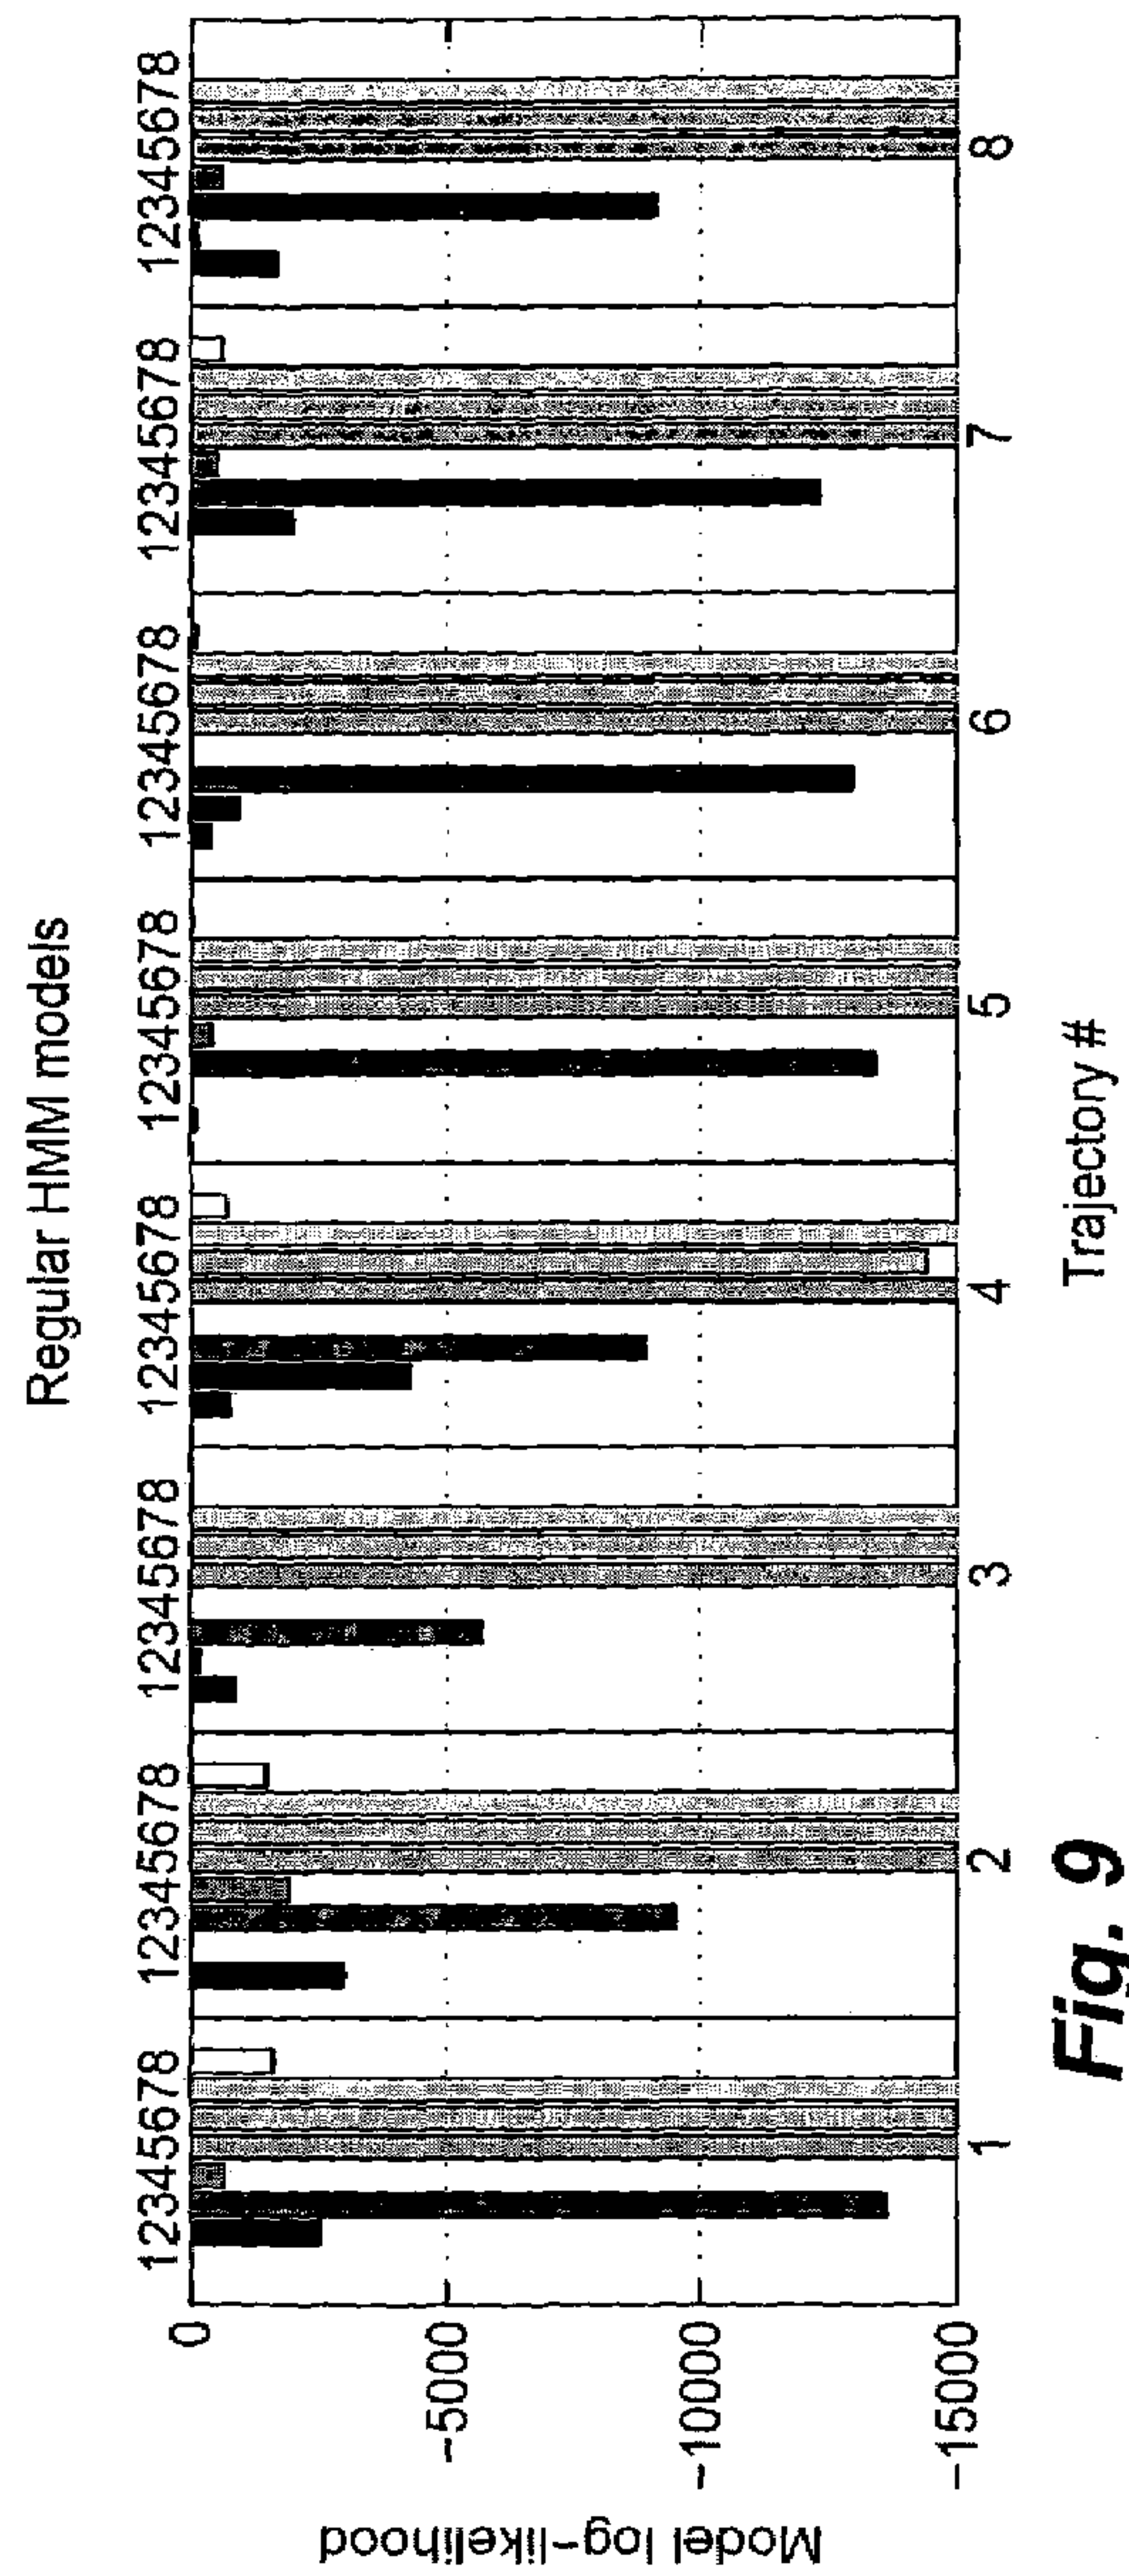 Regular HMM models
12345678 12345678 12345678 12345678 12345678 12345678 12345678 12345678
0
-5000
-10000
-15000
Model log-likelihood
1 2 3 4 5 6 7 8
Trajectory #
Fig. 9